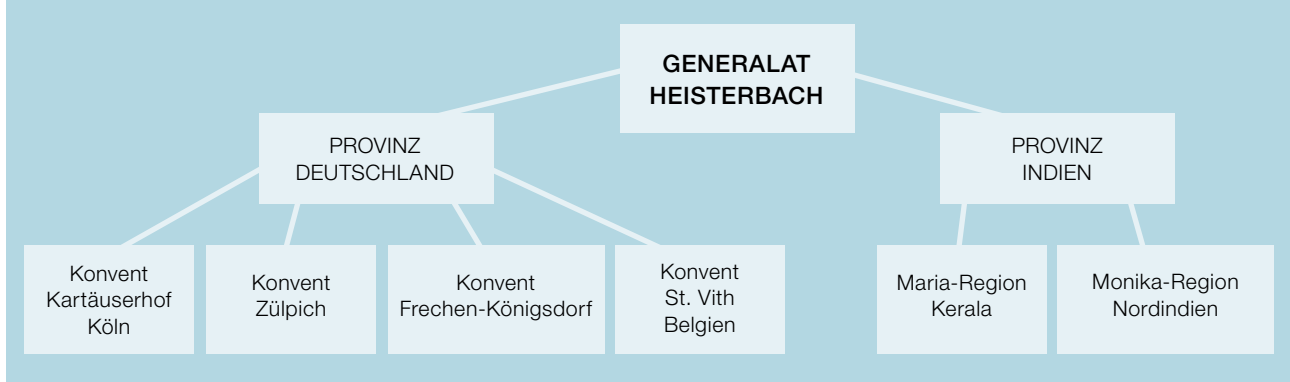 GENERALAT
HEISTERBACH
PROVINZ
DEUTSCHLAND
PROVINZ
INDIEN
Konvent
Kartäuserhof
Köln
Konvent
Zülpich
Konvent
Frechen-Königsdorf
Konvent
St. Vith
Belgien
Maria-Region
Kerala
Monika-Region
Nordindien